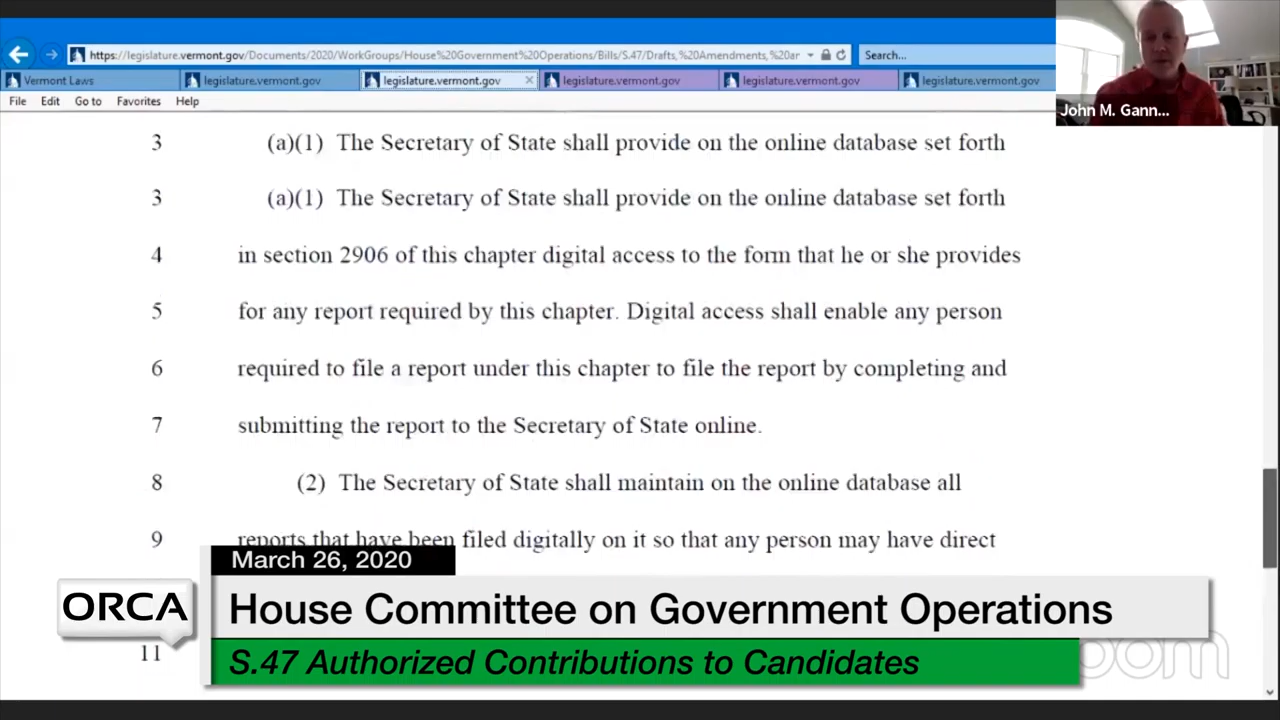 https://legislature.vermont.gov/Documents/2020/WorkGroups/House%20Government%20Operations/Bills/S.47/Drafts,%20Amendments,%20ar
Search...
Vermont Laws
legislature.vermont.gov
legislature.vermont.gov
legislature.vermont.gov
legislature.vermont.gov
legislature.vermont.gov
File Edit Go to Favorites Help
John M. Gann...
3 (a)(1) The Secretary of State shall provide on the online database set forth
3 (a)(1) The Secretary of State shall provide on the online database set forth
4 in section 2906 of this chapter digital access to the form that he or she provides
5 for any report required by this chapter. Digital access shall enable any person
6 required to file a report under this chapter to file the report by completing and
7 submitting the report to the Secretary of State online.
8 (2) The Secretary of State shall maintain on the online database all
9 reports that have been filed digitally on it so that any person may have direct
March 26, 2020
ORCA
House Committee on Government Operations
11
S.47 Authorized Contributions to Candidates